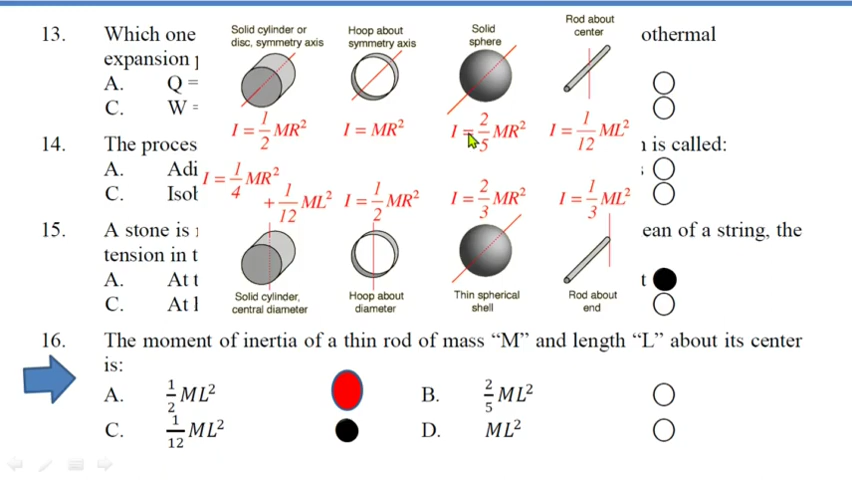 13. Which one
othermal
expansion p
A. Q =
C. W =
14. The proces
is called:
A. Adi
C. Isob
15. A stone is
ean of a string, the
tension in t
A. At t
t
C. At
Solid cylinder or
disc, symmetry axis
Hoop about
symmetry axis
Solid
sphere
Rod about
center
I = 1/2 MR²
I = MR²
I = 2/5 MR²
I = 1/12 ML²
I = 1/4 MR²
+ 1/12 ML²
I = 1/2 MR²
I = 2/3 MR²
I = 1/3 ML²
Solid cylinder,
central diameter
Hoop about
diameter
Thin spherical
shell
Rod about
end
16. The moment of inertia of a thin rod of mass “M” and length “L” about its center
is:
A. 1/2 ML²
B. 2/5 ML²
C. 1/12 ML²
D. ML²